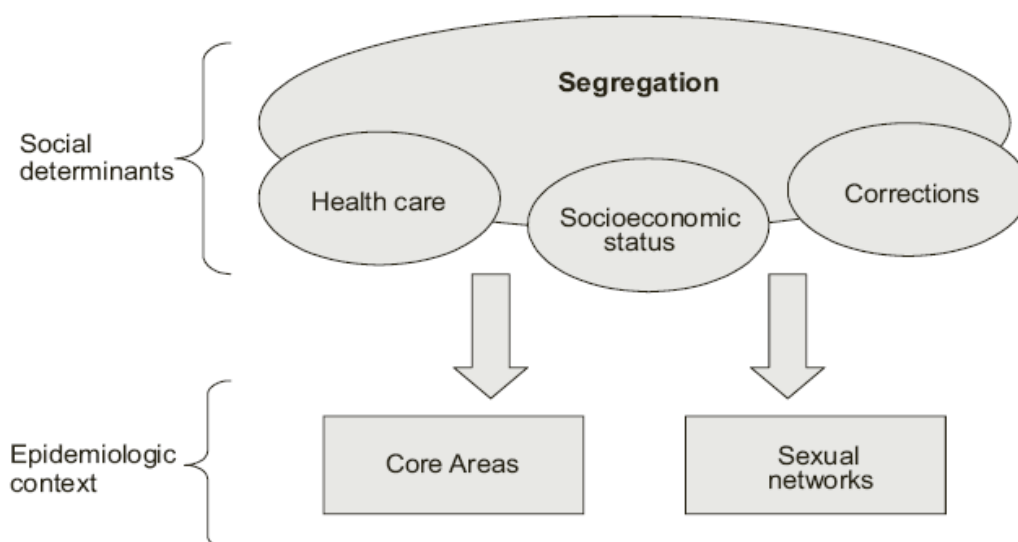 Segregation
Social
determinants
Health care
Socioeconomic
status
Corrections
Epidemiologic
context
Core Areas
Sexual
networks